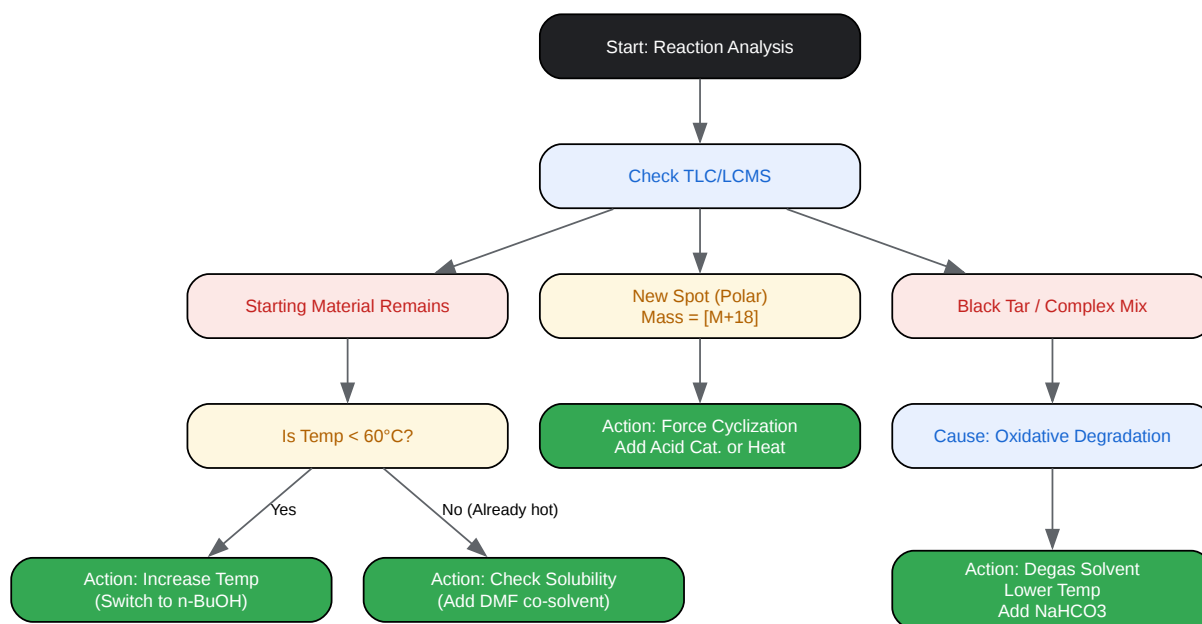 Start: Reaction Analysis
Check TLC/LCMS
Starting Material Remains
New Spot (Polar)
Mass = [M+18]
Black Tar / Complex Mix
Is Temp < 60°C?
Action: Force Cyclization
Add Acid Cat. or Heat
Cause: Oxidative Degradation
Yes
No (Already hot)
Action: Increase Temp
(Switch to n-BuOH)
Action: Check Solubility
(Add DMF co-solvent)
Action: Degas Solvent
Lower Temp
Add NaHCO3